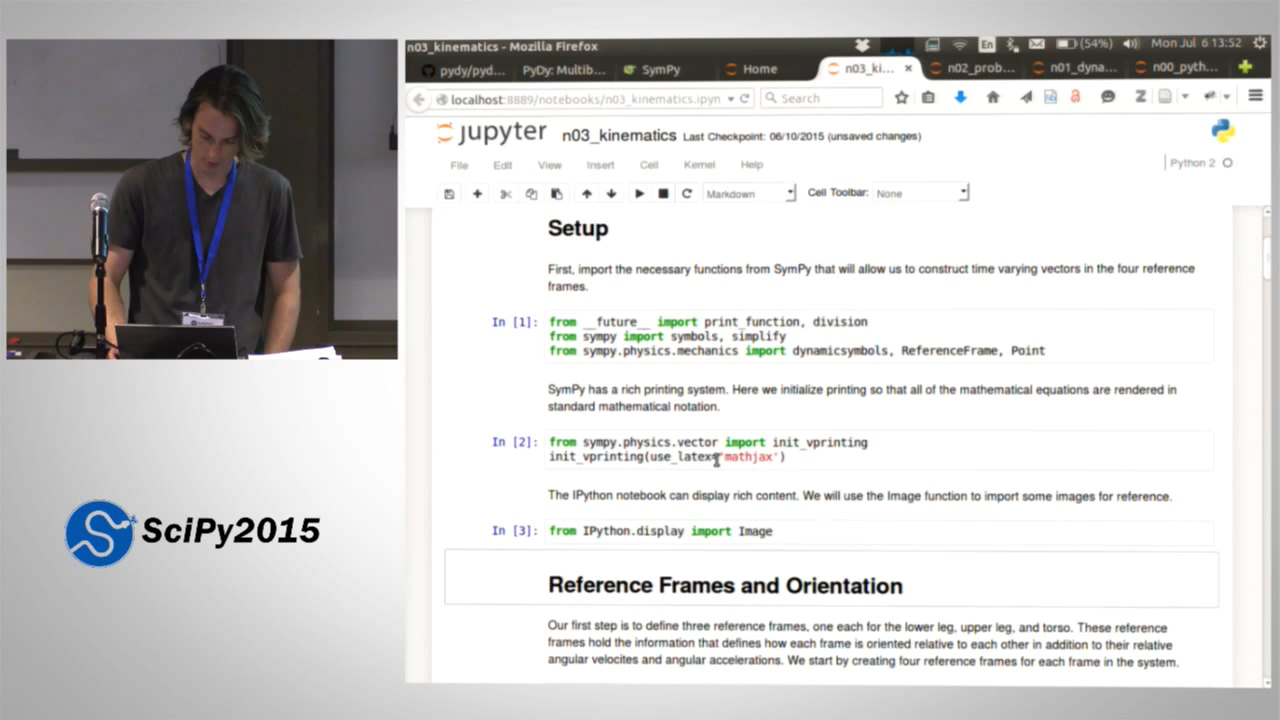 n03_kinematics - Mozilla Firefox
En
(54%)
Mon Jul 6 13:52
pydy/pyd...
PyDy: Multib...
SymPy
Home
n03_ki...
n02_prob...
n01_dyna...
n00_pyth...
localhost:8889/notebooks/n03_kinematics.ipyn
Search
jupyter
n03_kinematics Last Checkpoint: 06/10/2015 (unsaved changes)
File Edit View Insert Cell Kernel Help
Python 2
Markdown
Cell Toolbar: None
Setup
First, import the necessary functions from SymPy that will allow us to construct time varying vectors in the four reference
frames.
In [1]: from __future__ import print_function, division
from sympy import symbols, simplify
from sympy.physics.mechanics import dynamicsymbols, ReferenceFrame, Point
SymPy has a rich printing system. Here we initialize printing so that all of the mathematical equations are rendered in
standard mathematical notation.
In [2]: from sympy.physics.vector import init_vprinting
init_vprinting(use_latex='mathjax')
The IPython notebook can display rich content. We will use the Image function to import some images for reference.
In [3]: from IPython.display import Image
Reference Frames and Orientation
Our first step is to define three reference frames, one each for the lower leg, upper leg, and torso. These reference
frames hold the information that defines how each frame is oriented relative to each other in addition to their relative
angular velocites and angular accelerations. We start by creating four reference frames for each frame in the system.
SciPy2015